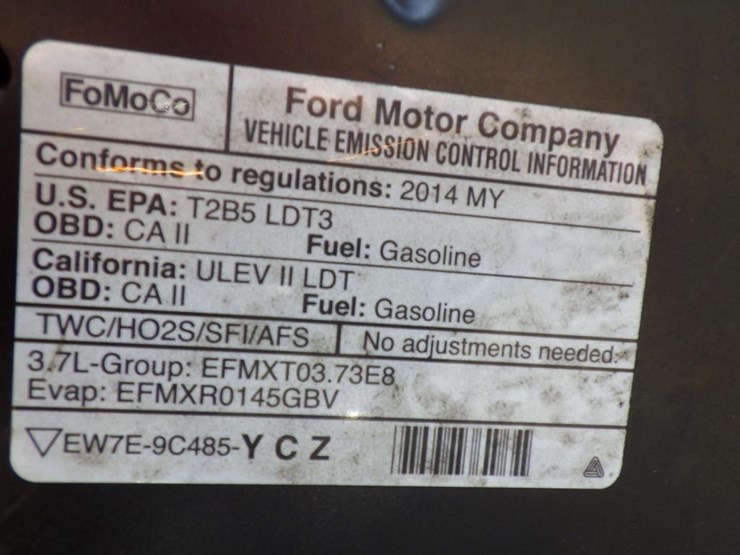 FoMoCo
Ford Motor Company
VEHICLE EMISSION CONTROL INFORMATION
Conforms to regulations: 2014 MY
U.S. EPA: T2B5 LDT3
OBD: CA II Fuel: Gasoline
California: ULEV II LDT
OBD: CA II Fuel: Gasoline
TWC/HO2S/SFI/AFS No adjustments needed.
3.7L-Group: EFMXT03.73E8
Evap: EFMXR0145GBV
EW7E-9C485-Y C Z